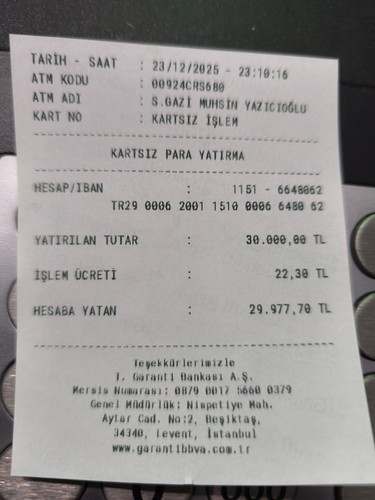 TARİH - SAAT : 23/12/2025 - 23:10:16
ATM KODU : 00924CRS680
ATM ADI : S.GAZİ MUHSİN YAZICIOĞLU
KART NO : KARTSIZ İŞLEM
KARTSIZ PARA YATIRMA
HESAP/IBAN : 1151 - 6648062
TR29 0006 2001 1510 0006 6480 62
YATIRILAN TUTAR : 30.000,00 TL
İŞLEM ÜCRETİ : 22,30 TL
HESABA YATAN : 29.977,70 TL
Teşekkürlerimizle
T. Garanti Bankası A.Ş.
Mersis Numarası: 0879 0017 5660 0379
Genel Müdürlük: Nispetiye Mah.
Aytar Cad. No:2, Beşiktaş,
34340, Levent, İstanbul
www.garantibbva.com.tr